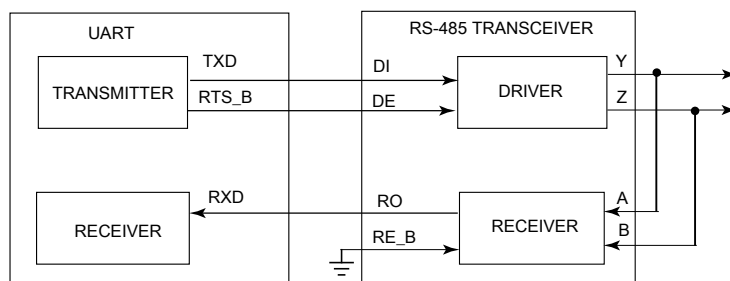 UART
RS-485 TRANSCEIVER
TRANSMITTER
TXD
DI
DRIVER
Y
RTS_B
DE
Z
RECEIVER
RXD
RO
RECEIVER
A
RE_B
B